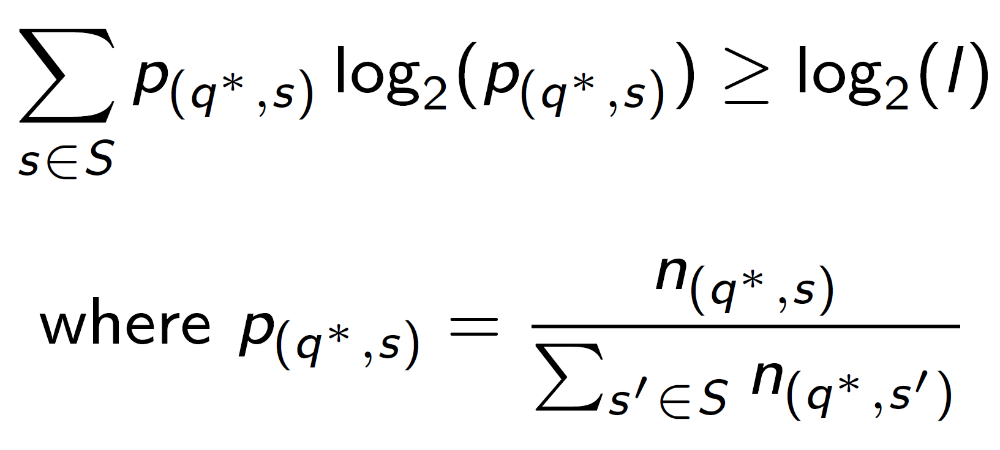 ∑_{s∈S} p_{(q*,s)} log₂(p_{(q*,s)}) ≥ log₂(l)
where p_{(q*,s)} = n_{(q*,s)} / ∑_{s′∈S} n_{(q*,s′)}